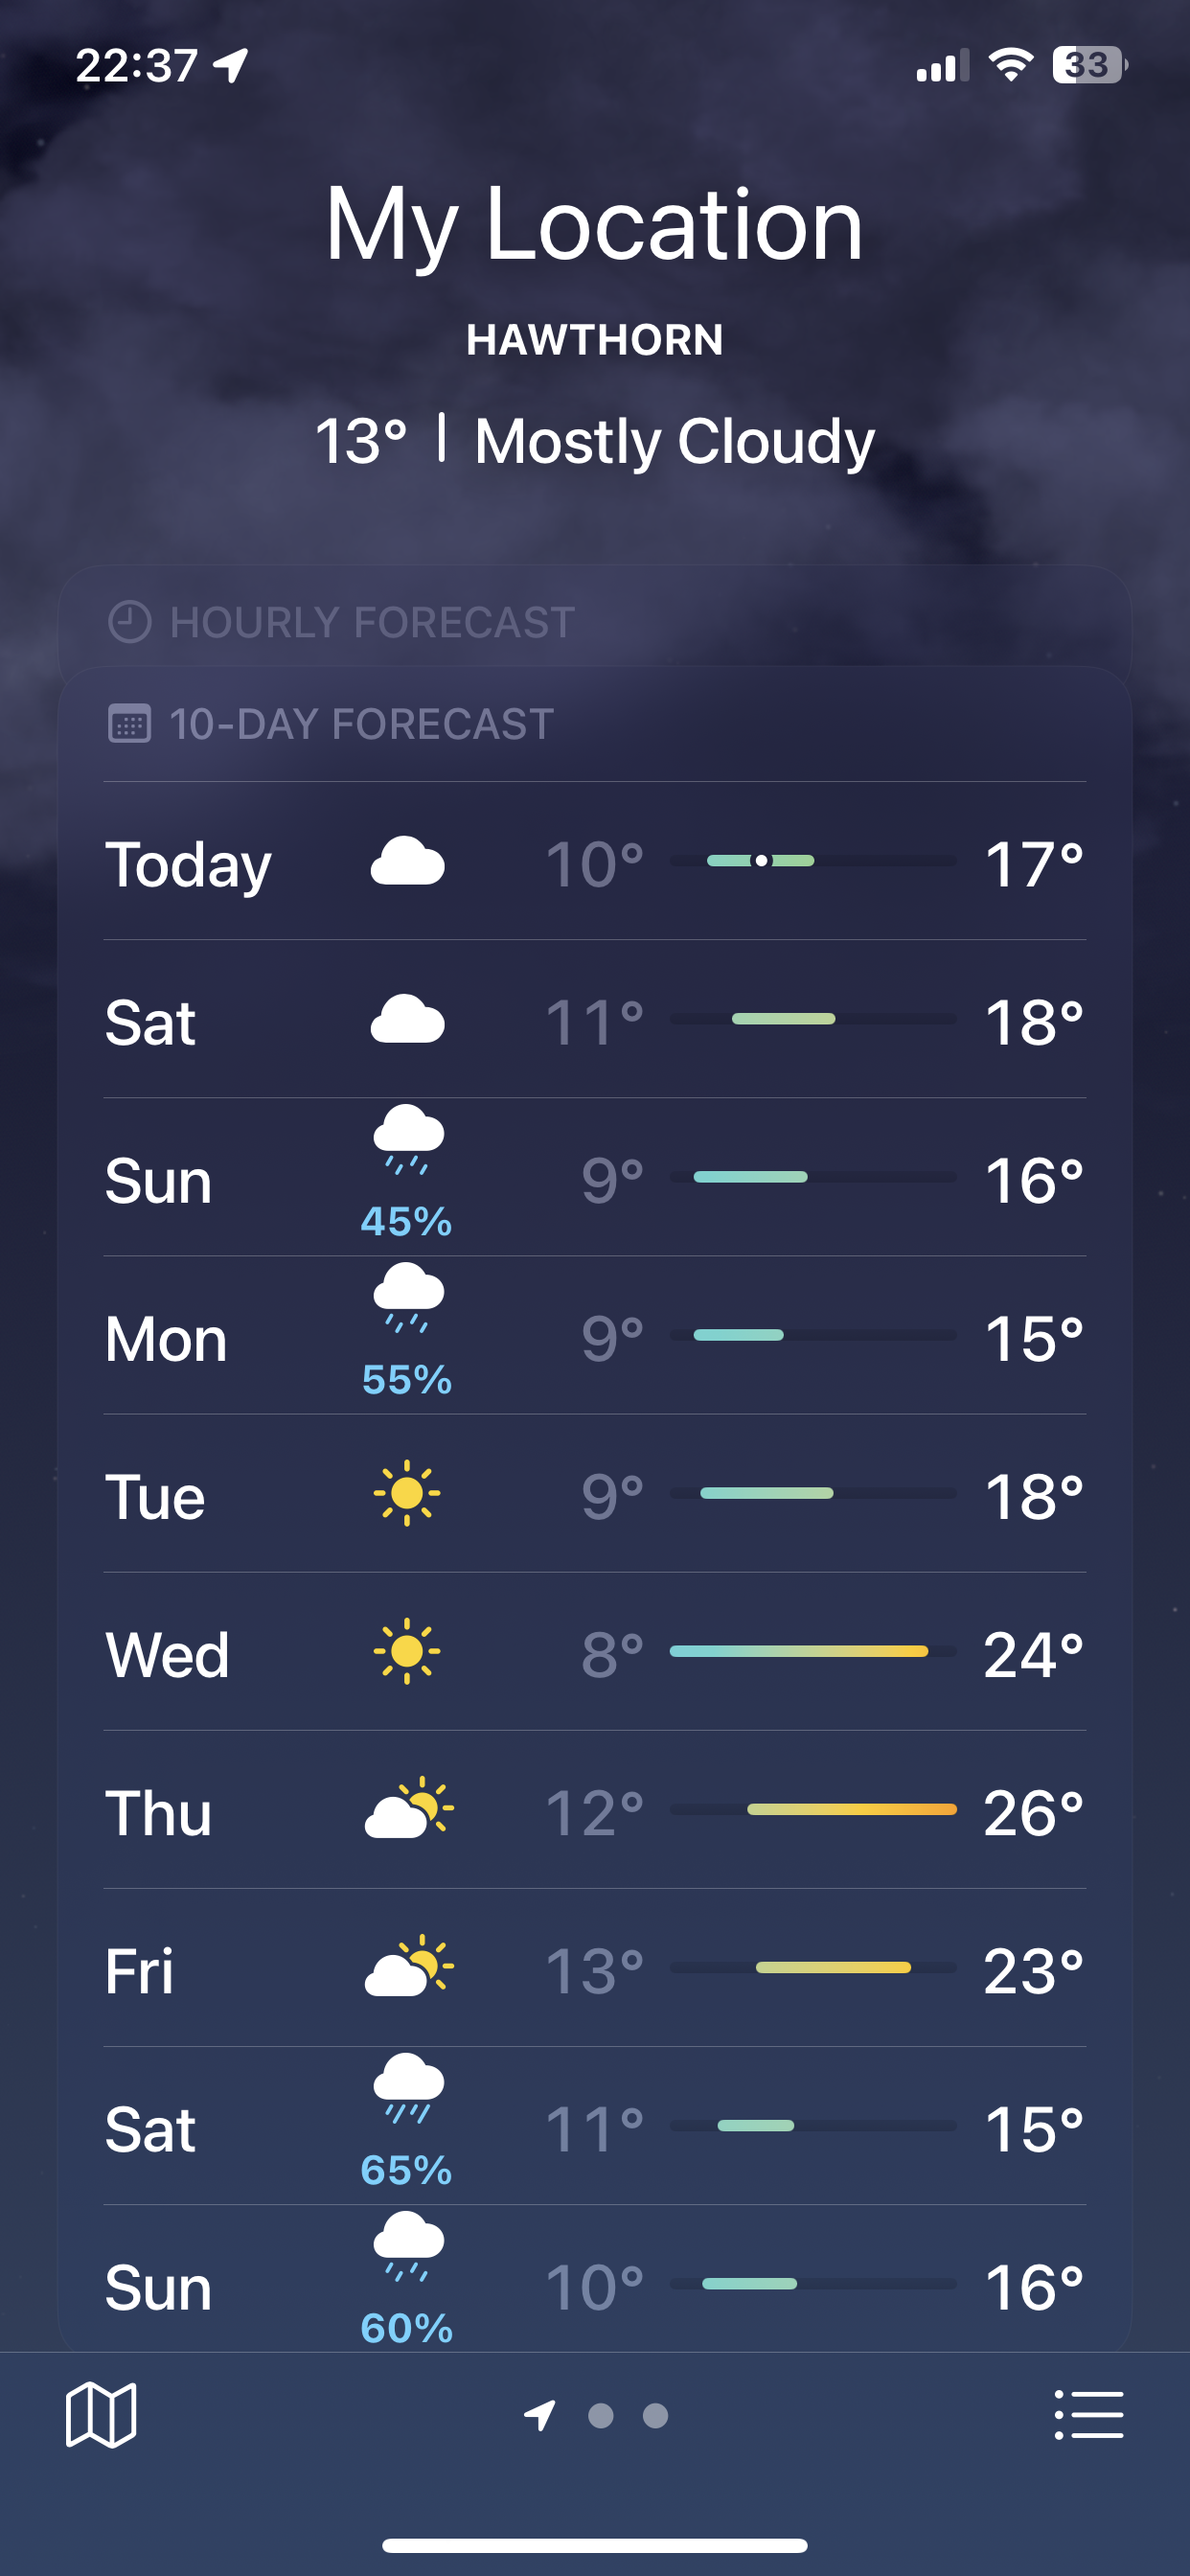 22:37
33
My Location
HAWTHORN
13° | Mostly Cloudy
HOURLY FORECAST
10-DAY FORECAST
Today 10° 17°
Sat 11° 18°
Sun 45% 9° 16°
Mon 55% 9° 15°
Tue 9° 18°
Wed 8° 24°
Thu 12° 26°
Fri 13° 23°
Sat 65% 11° 15°
Sun 60% 10° 16°